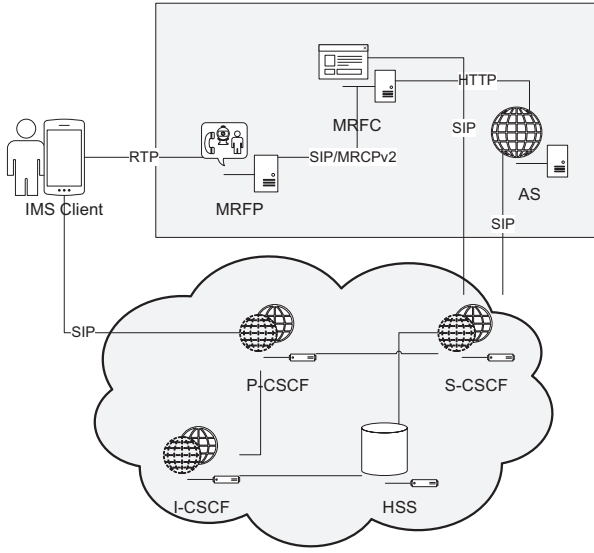 HTTP
MRFC
SIP
RTP
SIP/MRCPv2
MRFP
AS
IMS Client
SIP
SIP
P-CSCF
S-CSCF
I-CSCF
HSS